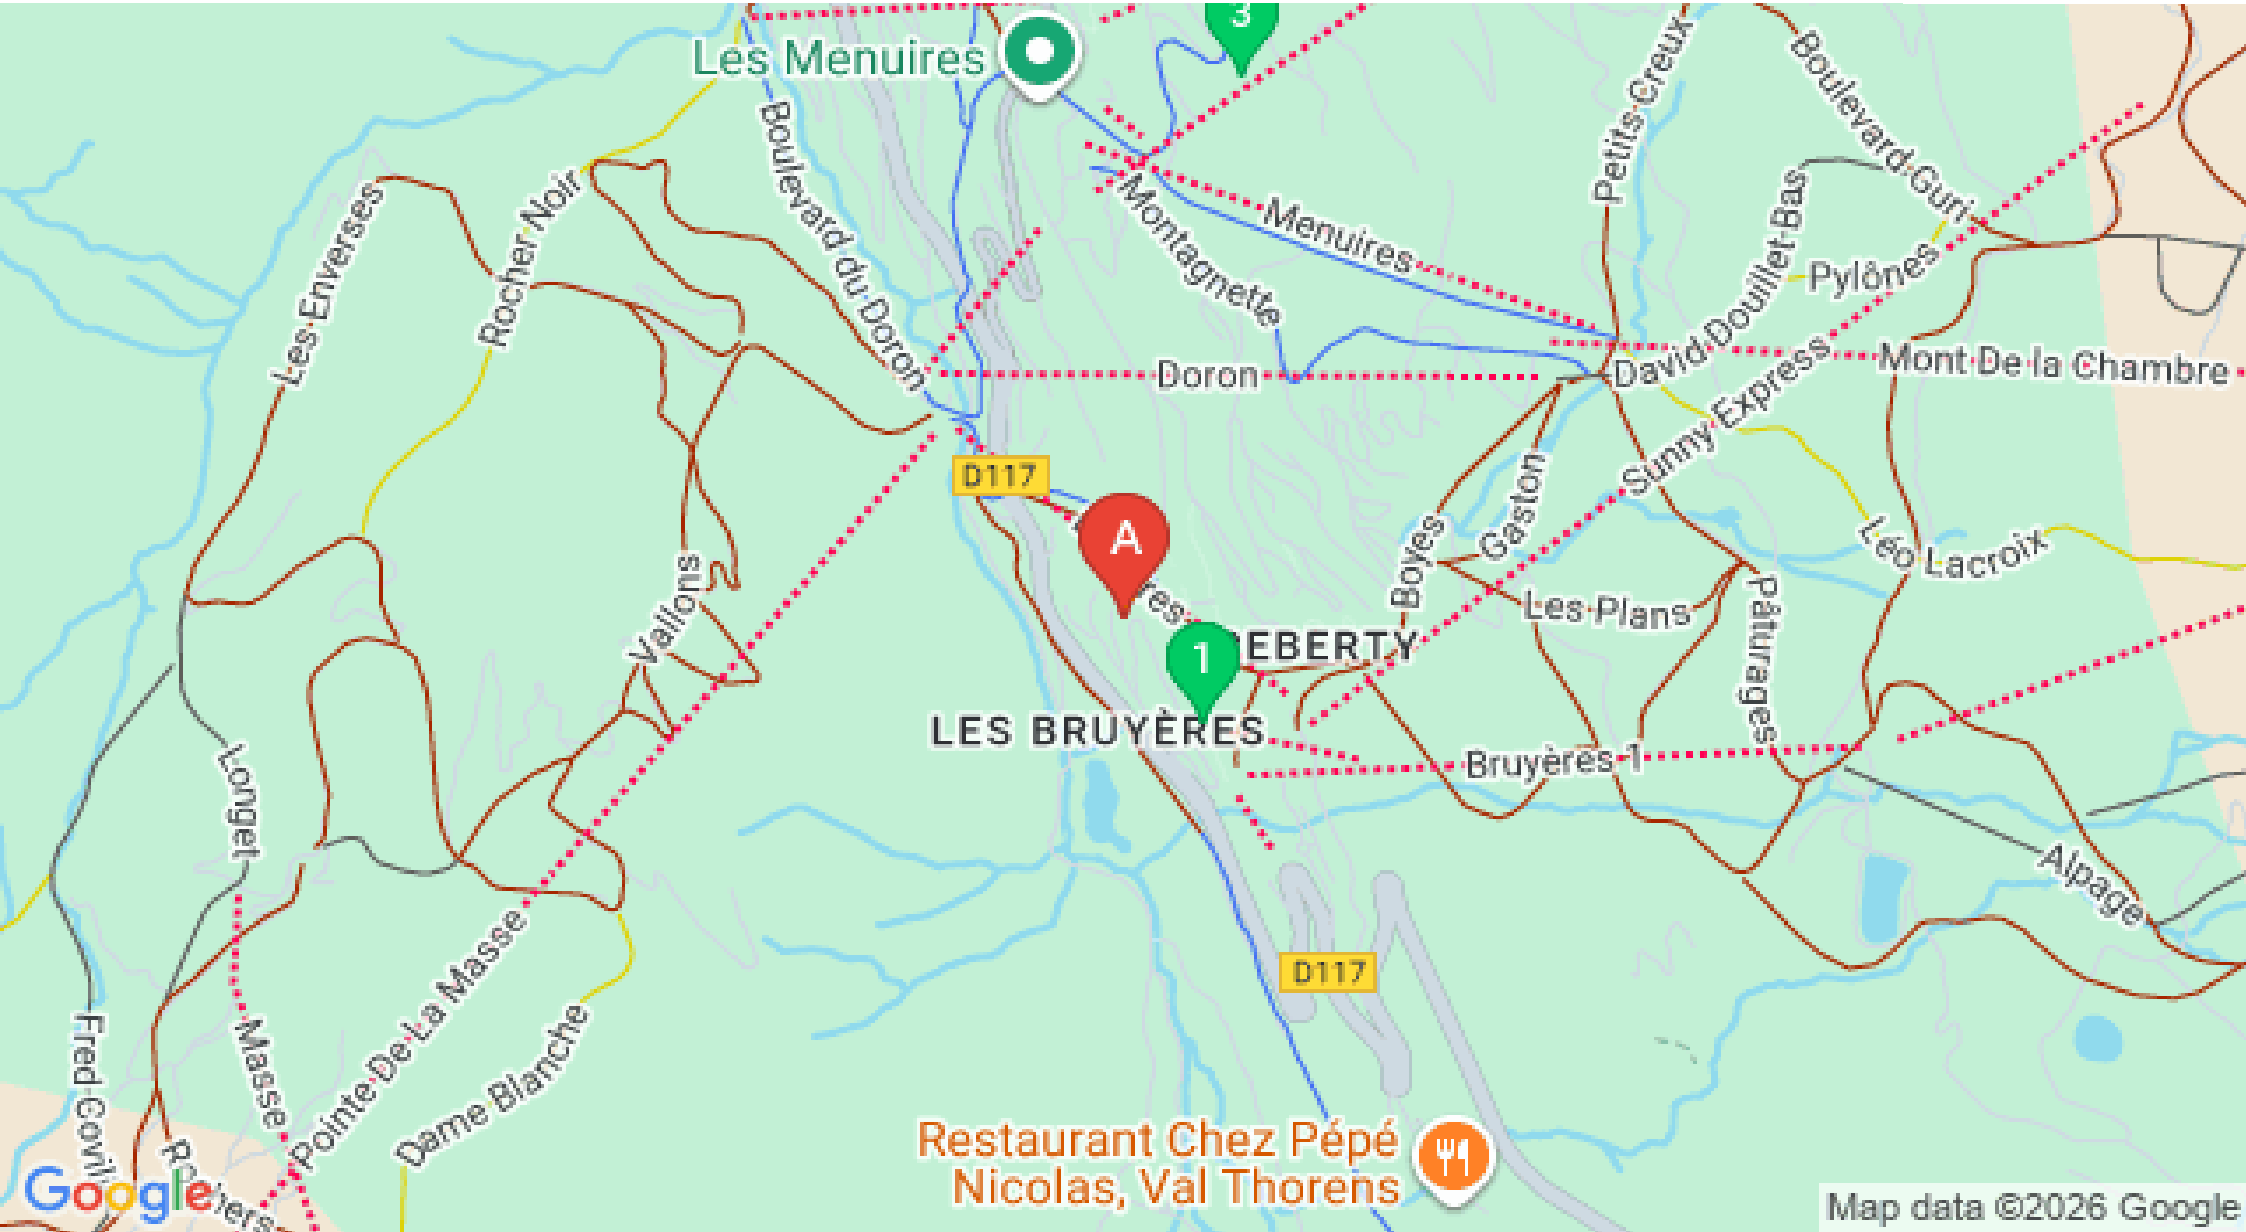 3
Les Menuires
Boulevard du Doron
Petits Creux
Boulevard Guri
Les Enverses
Rocher Noir
Montagnette
Menuires
David Douillet Bas
Pylônes
Doron
Mont De la Chambre
Sunny Express
D117
Gaston
Boyes
Léo Lacroix
A
Les Plans
Vallons
1
EBERTY
Pâturages
LES BRUYÈRES
Bruyères 1
Longet
Alpage
Pointe De La Masse
D117
Masse
Dame Blanche
Restaurant Chez Pépé
Nicolas, Val Thorens
Google
Map data ©2026 Google